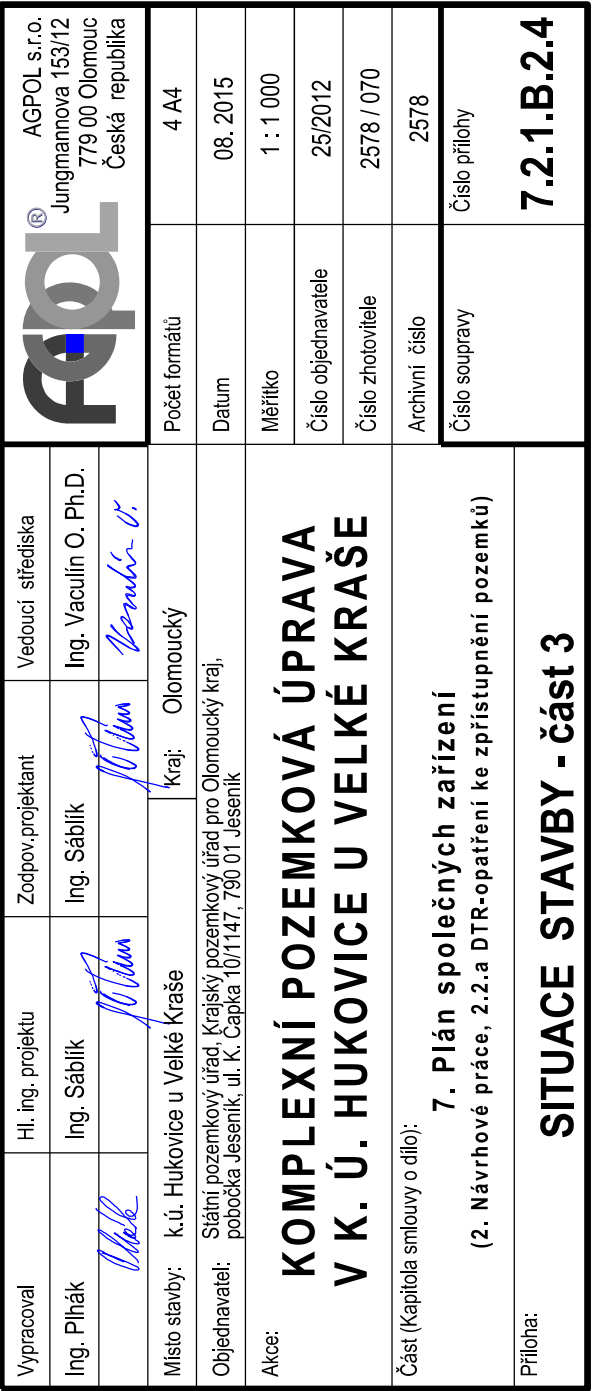 Vypracoval
Hl. ing. projektu
Zodpov.projektant
Vedoucí střediska
Ing. Plhák
Ing. Sáblík
Ing. Sáblík
Ing. Vaculín O. Ph.D.
AGPOL s.r.o.
Jungmannova 153/12
779 00 Olomouc
Česká republika
®
Místo stavby: k.ú. Hukovice u Velké Kraše
Kraj: Olomoucký
Objednavatel: Státní pozemkový úřad, Krajský pozemkový úřad pro Olomoucký kraj,
pobočka Jeseník, ul. K. Čapka 10/1147, 790 01 Jeseník
Akce:
KOMPLEXNÍ POZEMKOVÁ ÚPRAVA
V K. Ú. HUKOVICE U VELKÉ KRAŠE
Část (Kapitola smlouvy o dílo):
7. Plán společných zařízení
(2. Návrhové práce, 2.2.a DTR-opatření ke zpřístupnění pozemků)
Příloha:
SITUACE STAVBY - část 3
Počet formátů 4 A4
Datum 08. 2015
Měřítko 1 : 1 000
Číslo objednavatele 25/2012
Číslo zhotovitele 2578 / 070
Archivní číslo 2578
Číslo soupravy
Číslo přílohy
7.2.1.B.2.4